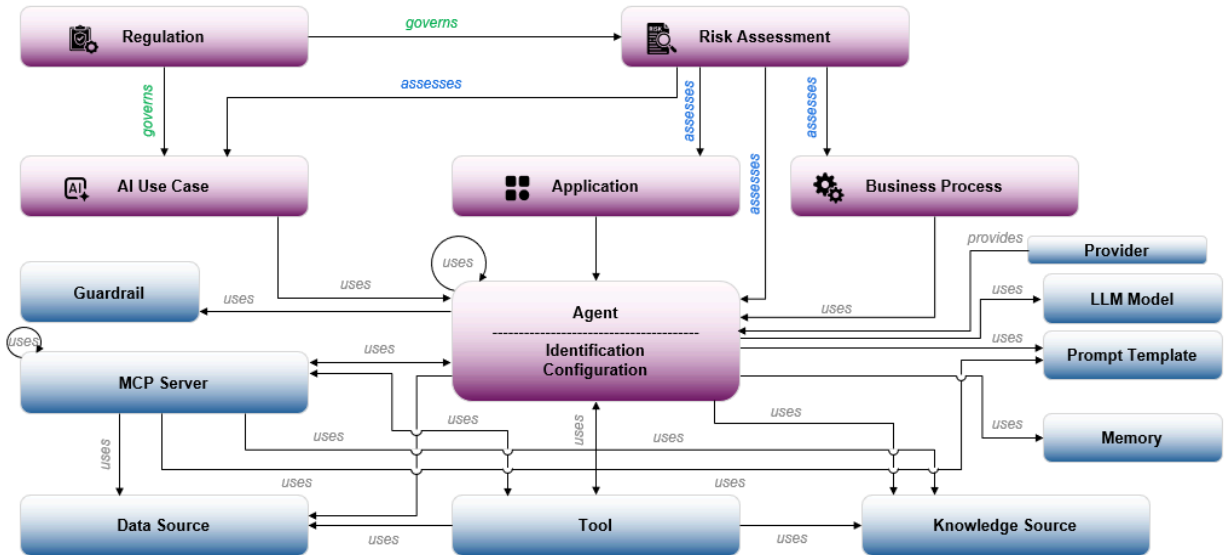 governs
Regulation
RISK
Risk Assessment
assesses
governs
assesses
assesses
assesses
AI
AI Use Case
Application
Business Process
provides
Provider
uses
Guardrail
uses
uses
Agent
uses
uses
LLM Model
Identification
Configuration
uses
uses
MCP Server
uses
Prompt Template
uses
uses
uses
Memory
uses
uses
uses
uses
uses
uses
Data Source
uses
Tool
uses
Knowledge Source